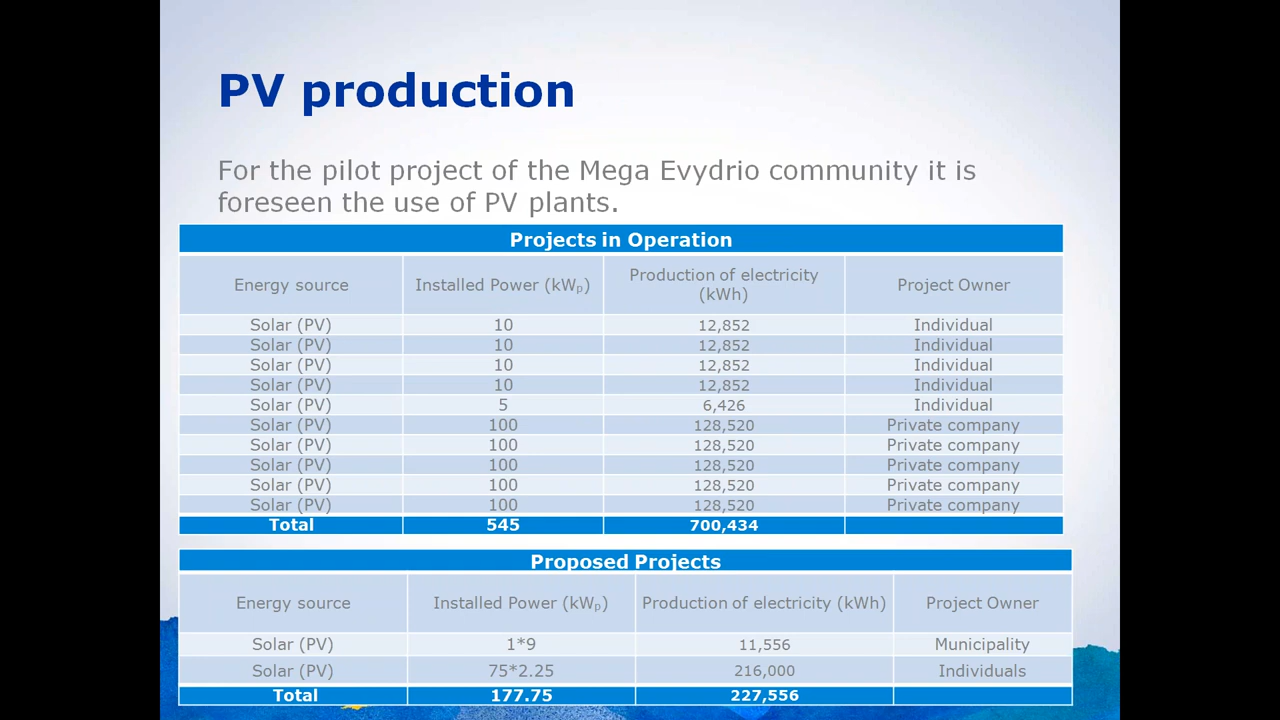 PV production
For the pilot project of the Mega Evydrio community it is
foreseen the use of PV plants.
Projects in Operation
Energy source Installed Power (kWₚ) Production of electricity (kWh) Project Owner
Solar (PV) 10 12,852 Individual
Solar (PV) 10 12,852 Individual
Solar (PV) 10 12,852 Individual
Solar (PV) 10 12,852 Individual
Solar (PV) 5 6,426 Individual
Solar (PV) 100 128,520 Private company
Solar (PV) 100 128,520 Private company
Solar (PV) 100 128,520 Private company
Solar (PV) 100 128,520 Private company
Solar (PV) 100 128,520 Private company
Total 545 700,434
Proposed Projects
Energy source Installed Power (kWₚ) Production of electricity (kWh) Project Owner
Solar (PV) 1*9 11,556 Municipality
Solar (PV) 75*2.25 216,000 Individuals
Total 177.75 227,556